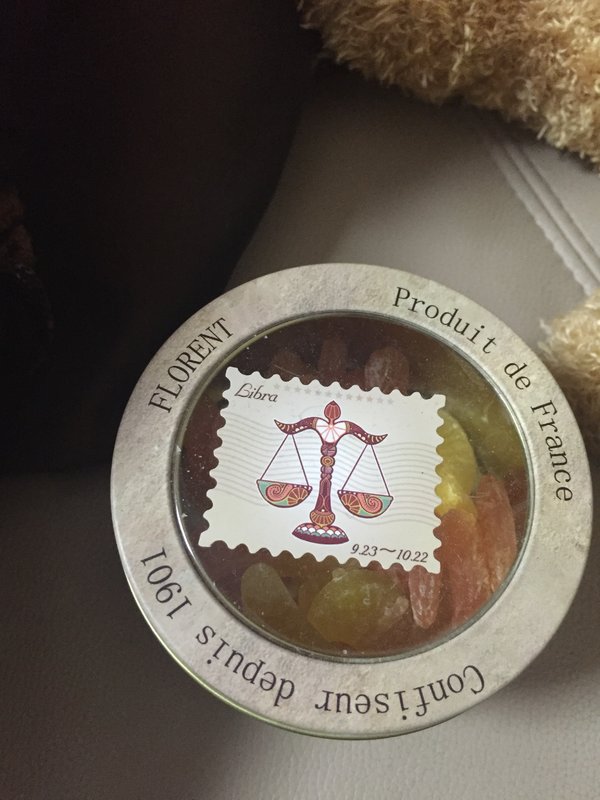 FLORENT
Produit de France
Confiseur depuis 1901
Libra
9.23～10.22